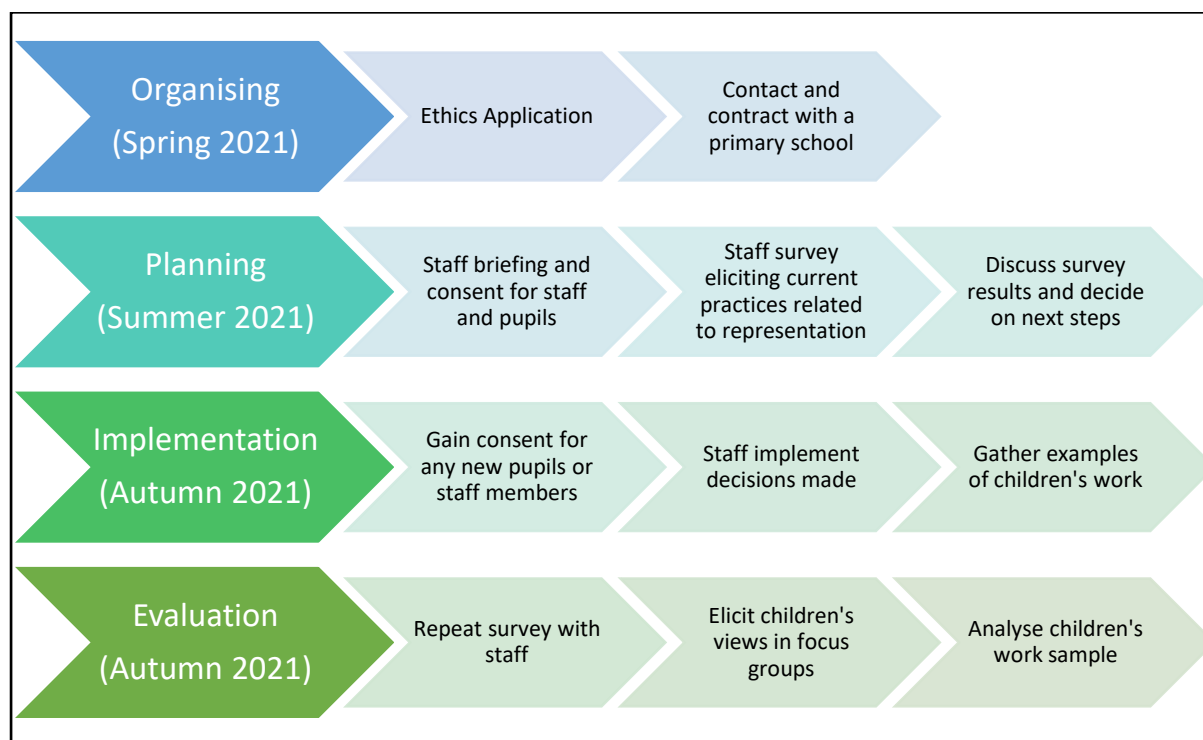 Organising
(Spring 2021)
Ethics Application
Contact and
contract with a
primary school
Planning
(Summer 2021)
Staff briefing and
consent for staff
and pupils
Staff survey
eliciting current
practices related
to representation
Discuss survey
results and decide
on next steps
Implementation
(Autumn 2021)
Gain consent for
any new pupils or
staff members
Staff implement
decisions made
Gather examples
of children's work
Evaluation
(Autumn 2021)
Repeat survey with
staff
Elicit children's
views in focus
groups
Analyse children's
work sample